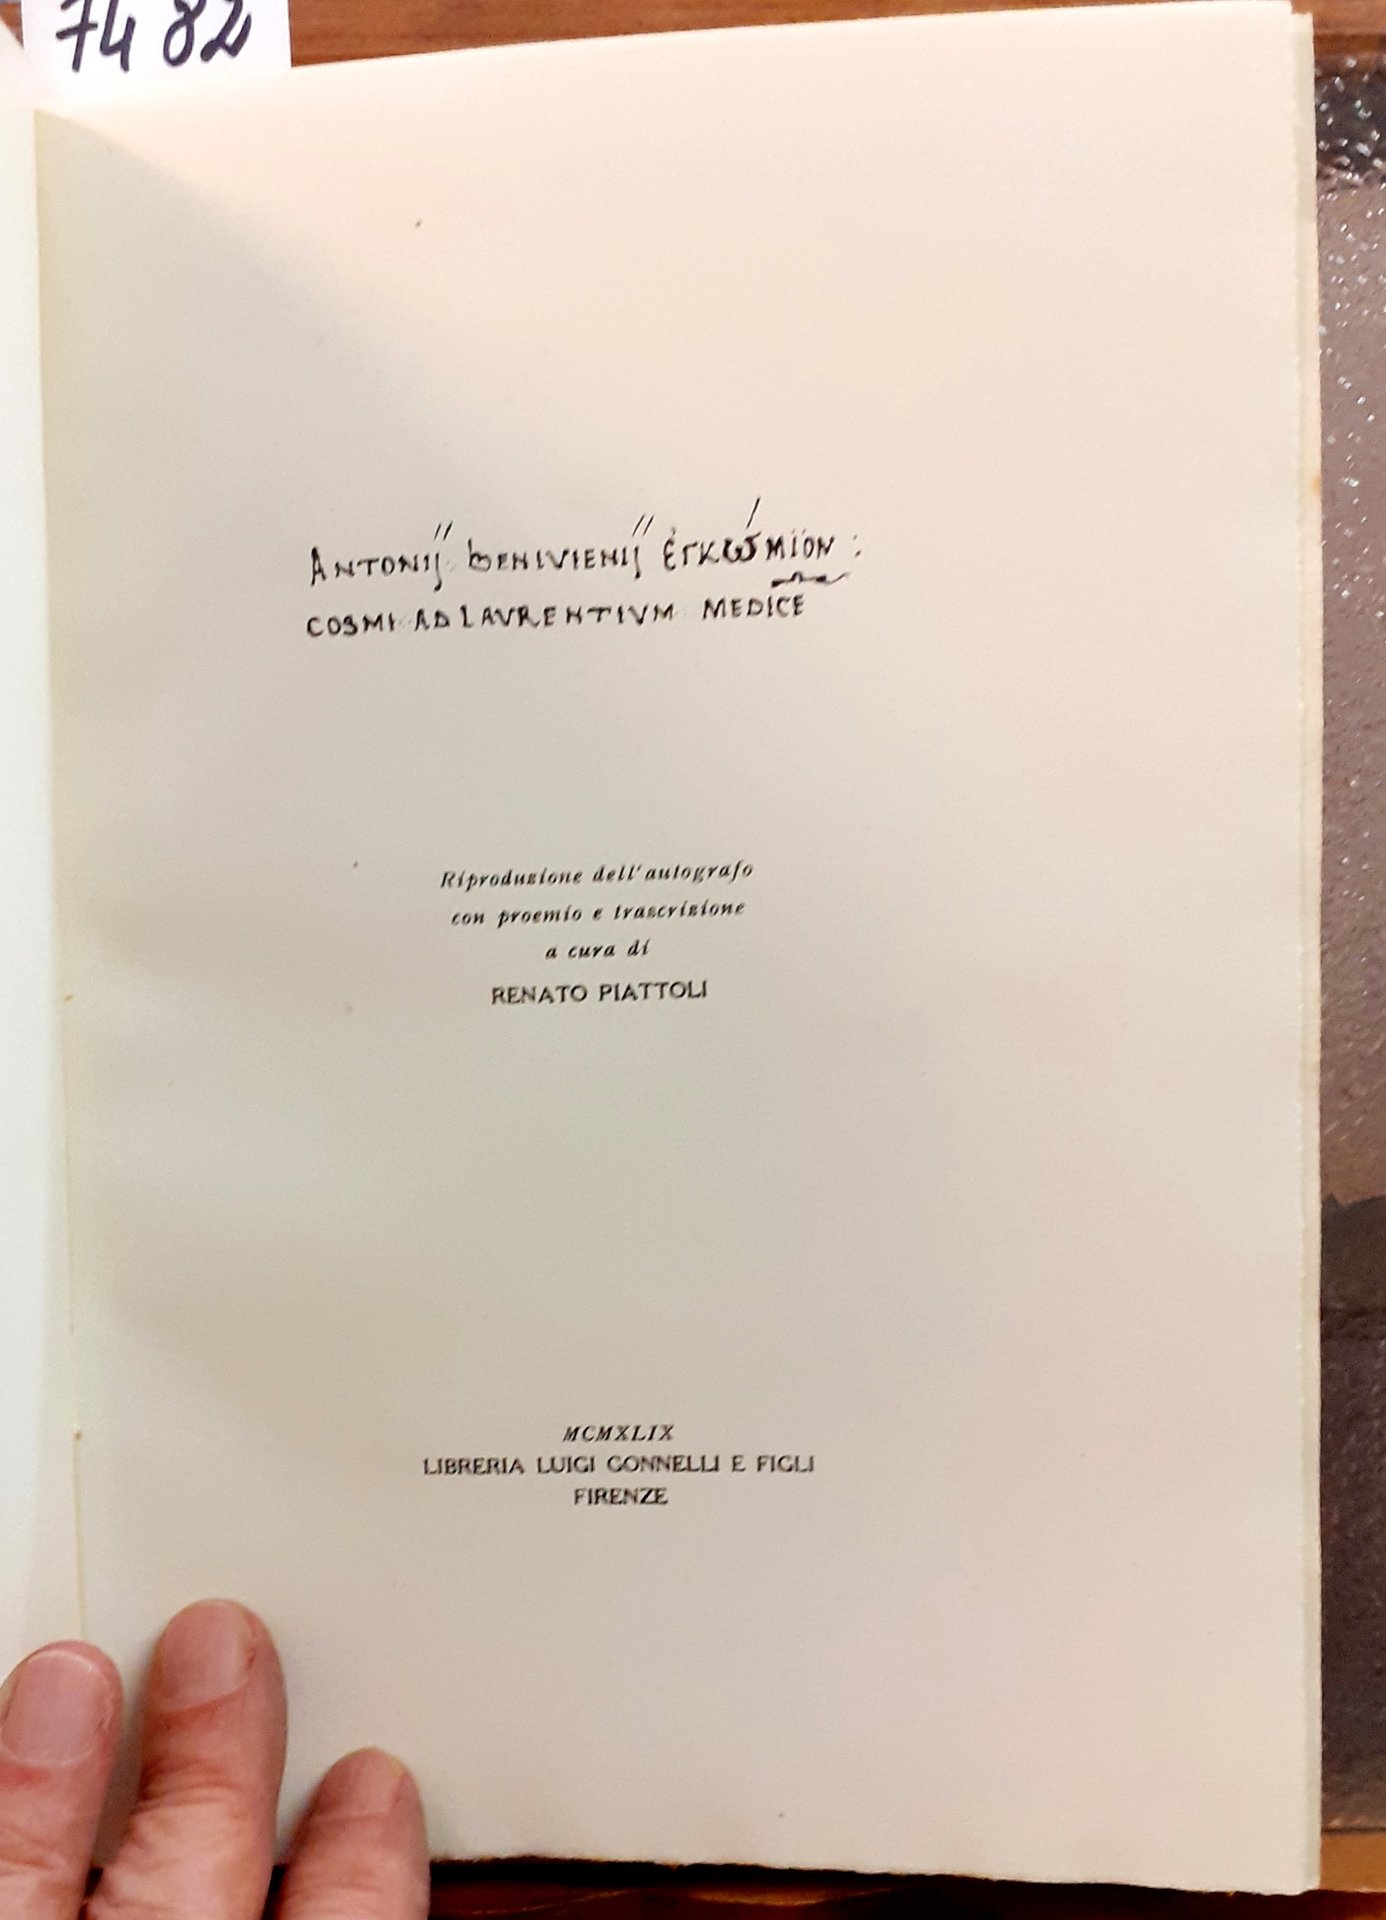 74 82
ANTONIJ BENIVIENIJ ἐΓΚώΜΪΟΝ :
COSMI AD LAVRENTIVM MEDICE
Riproduzione dell'autografo
con proemio e trascrizione
a cura di
RENATO PIATTOLI
MCMXLIX
LIBRERIA LUIGI GONNELLI E FIGLI
FIRENZE